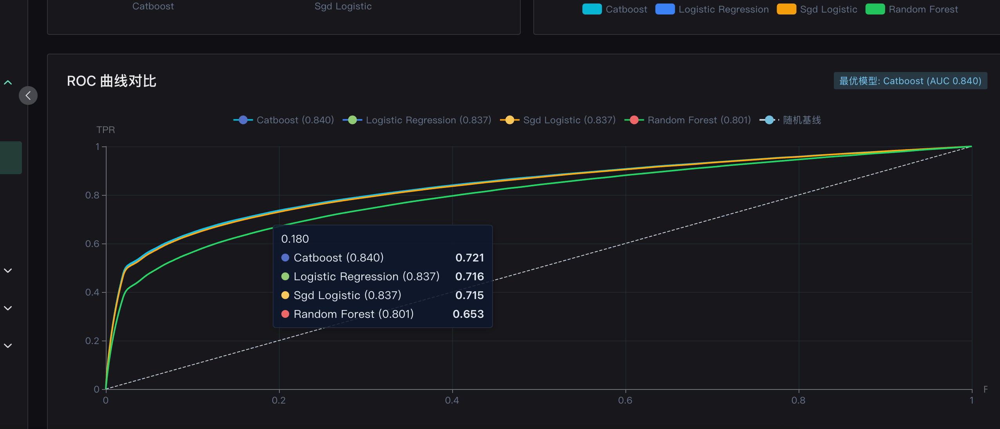 Catboost Sgd Logistic
Catboost Logistic Regression Sgd Logistic Random Forest
ROC 曲线对比
最优模型: Catboost (AUC 0.840)
Catboost (0.840) Logistic Regression (0.837) Sgd Logistic (0.837) Random Forest (0.801) 随机基线
TPR
1
0.8
0.6
0.4
0.2
0
0.180
Catboost (0.840) 0.721
Logistic Regression (0.837) 0.716
Sgd Logistic (0.837) 0.715
Random Forest (0.801) 0.653
F
0 0.2 0.4 0.6 0.8 1